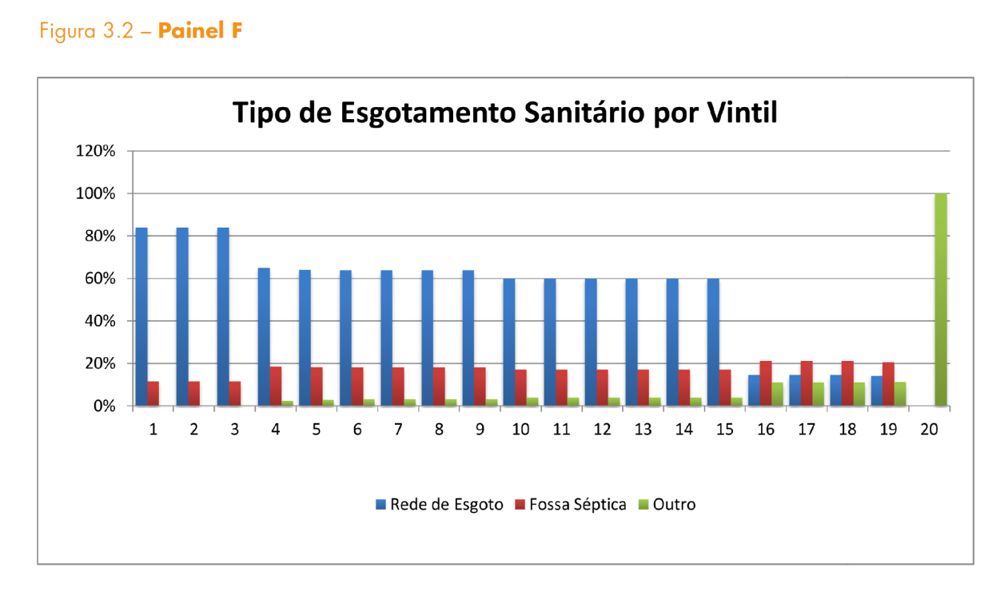 Figura 3.2 – Painel F
Tipo de Esgotamento Sanitário por Vintil
120%
100%
80%
60%
40%
20%
0%
1 2 3 4 5 6 7 8 9 10 11 12 13 14 15 16 17 18 19 20
Rede de Esgoto Fossa Séptica Outro